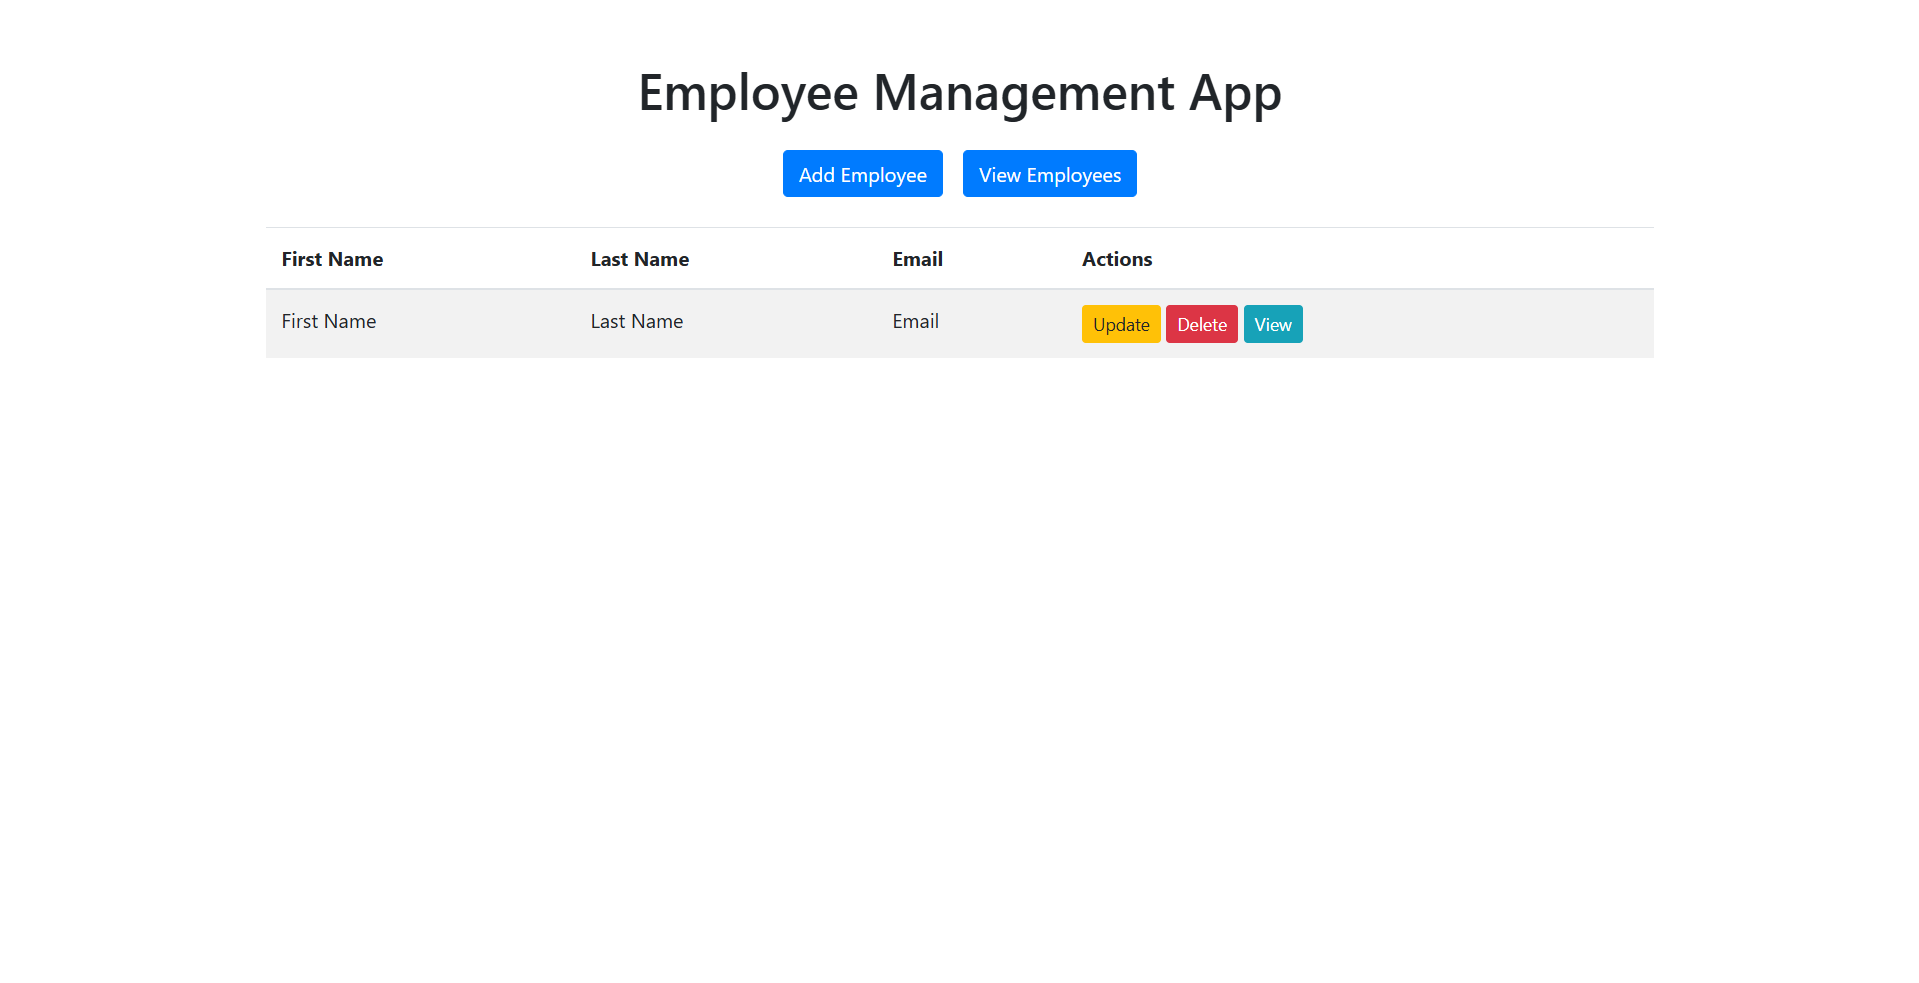 Employee Management App
Add Employee View Employees
First Name Last Name Email Actions
First Name Last Name Email Update Delete View